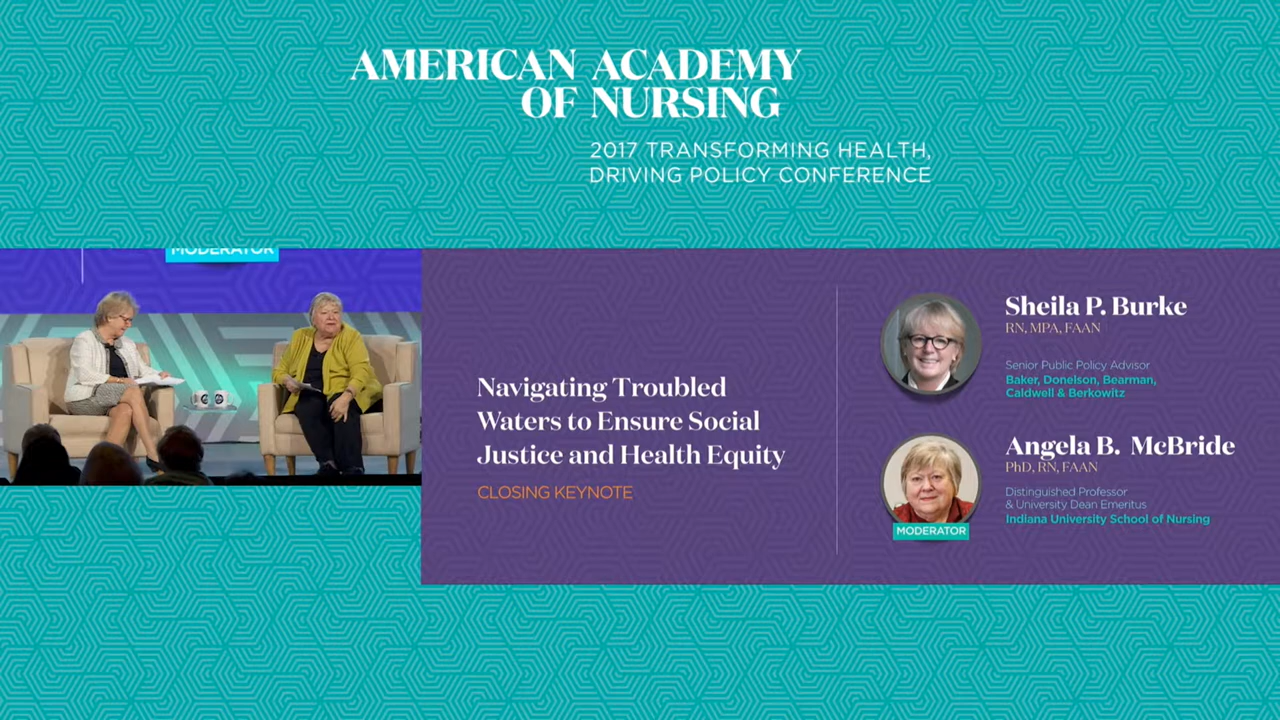 AMERICAN ACADEMY
OF NURSING
2017 TRANSFORMING HEALTH,
DRIVING POLICY CONFERENCE
MODERATOR
Navigating Troubled
Waters to Ensure Social
Justice and Health Equity
CLOSING KEYNOTE
Sheila P. Burke
RN, MPA, FAAN
Senior Public Policy Advisor
Baker, Donelson, Bearman,
Caldwell & Berkowitz
Angela B. McBride
PhD, RN, FAAN
Distinguished Professor
& University Dean Emeritus
Indiana University School of Nursing
MODERATOR